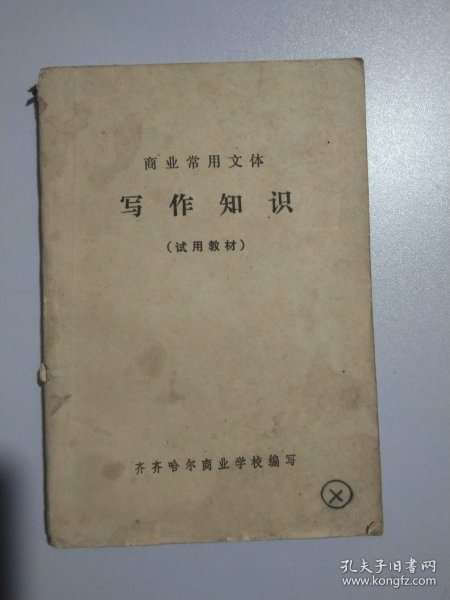 商业常用文体
写作知识
（试用教材）
齐齐哈尔商业学校编写
孔夫子旧书网
www.kongfz.com